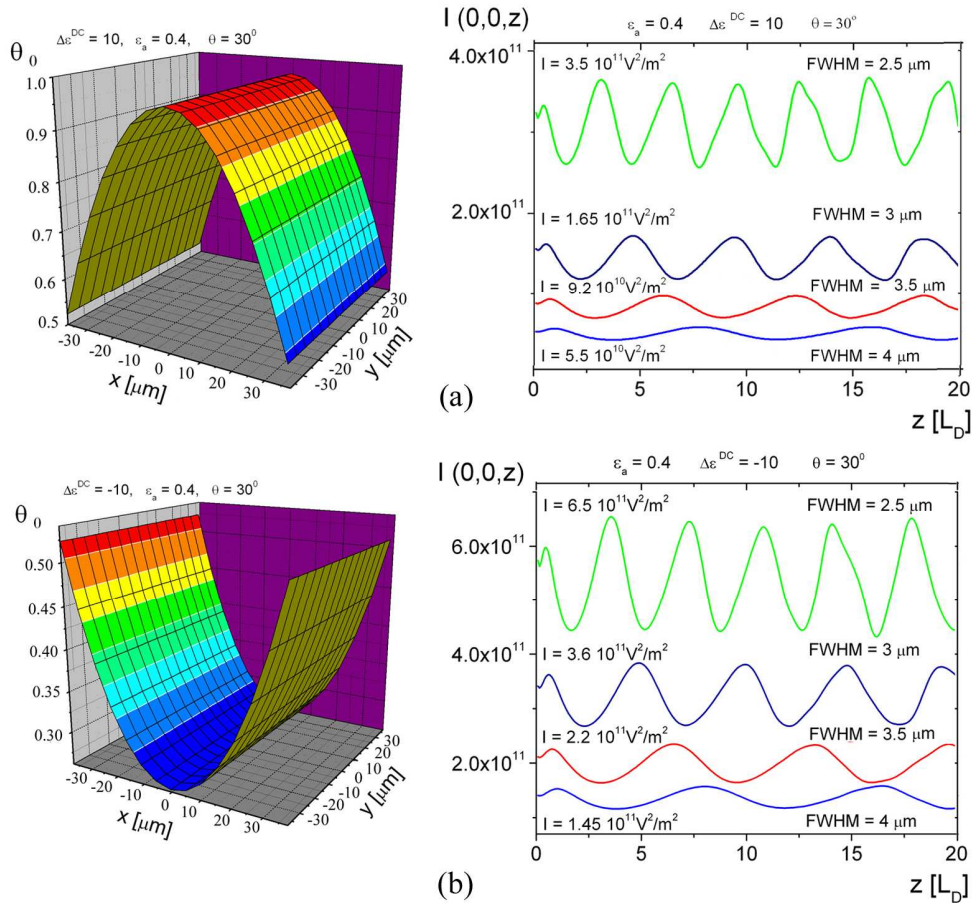 Δε^DC = 10, ε_a = 0.4, θ = 30°
θ_0
1.0
0.9
0.8
0.7
0.6
0.5
-30
-20
-10
0
10
20
30
x [μm]
-30
-20
-10
0
10
20
30
y [μm]
I (0,0,z)
ε_a = 0.4 Δε^DC 10 θ = 30°
4.0x10^11
2.0x10^11
I = 3.5 10^11V^2/m^2 FWHM = 2.5 μm
I = 1.65 10^11V^2/m^2 FWHM = 3 μm
I = 9.2 10^10V^2/m^2 FWHM = 3.5 μm
I = 5.5 10^10V^2/m^2 FWHM = 4 μm
0 5 10 15 20
z [L_D]
(a)
Δε^DC = -10, ε_a = 0.4, θ = 30°
θ_0
0.50
0.45
0.40
0.35
0.30
-30
-20
-10
0
10
20
30
x [μm]
-30
-20
-10
0
10
20
30
y [μm]
I (0,0,z)
ε_a = 0.4 Δε^DC = -10 θ = 30°
6.0x10^11
4.0x10^11
2.0x10^11
I = 6.5 10^11V^2/m^2 FWHM = 2.5 μm
I = 3.6 10^11V^2/m^2 FWHM = 3 μm
I = 2.2 10^11V^2/m^2 FWHM = 3.5 μm
I = 1.45 10^11V^2/m^2 FWHM = 4 μm
0 5 10 15 20
z [L_D]
(b)